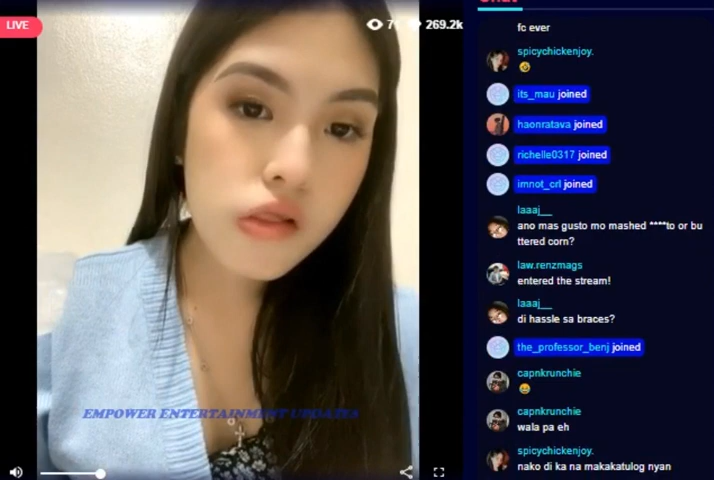 LIVE
269.2k
EMPOWER ENTERTAINMENT UPDATES
fc ever
spicychickenjoy.
its_mau joined
haonratava joined
richelle0317 joined
imnot_crl joined
laaaj__
ano mas gusto mo mashed ****to or bu
ttered corn?
law.renzmags
entered the stream!
laaaj__
di hassle sa braces?
the_professor_benj joined
capnkrunchie
capnkrunchie
wala pa eh
spicychickenjoy.
nako di ka na makakatulog nyan